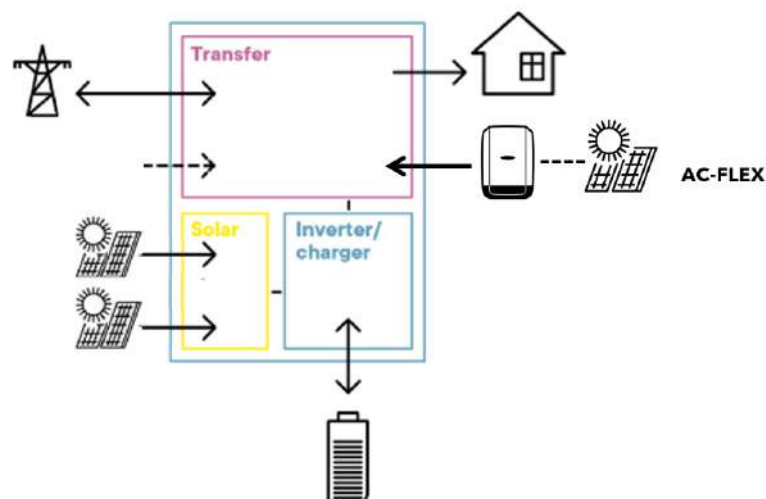 Transfer
AC-FLEX
Solar
Inverter/
charger